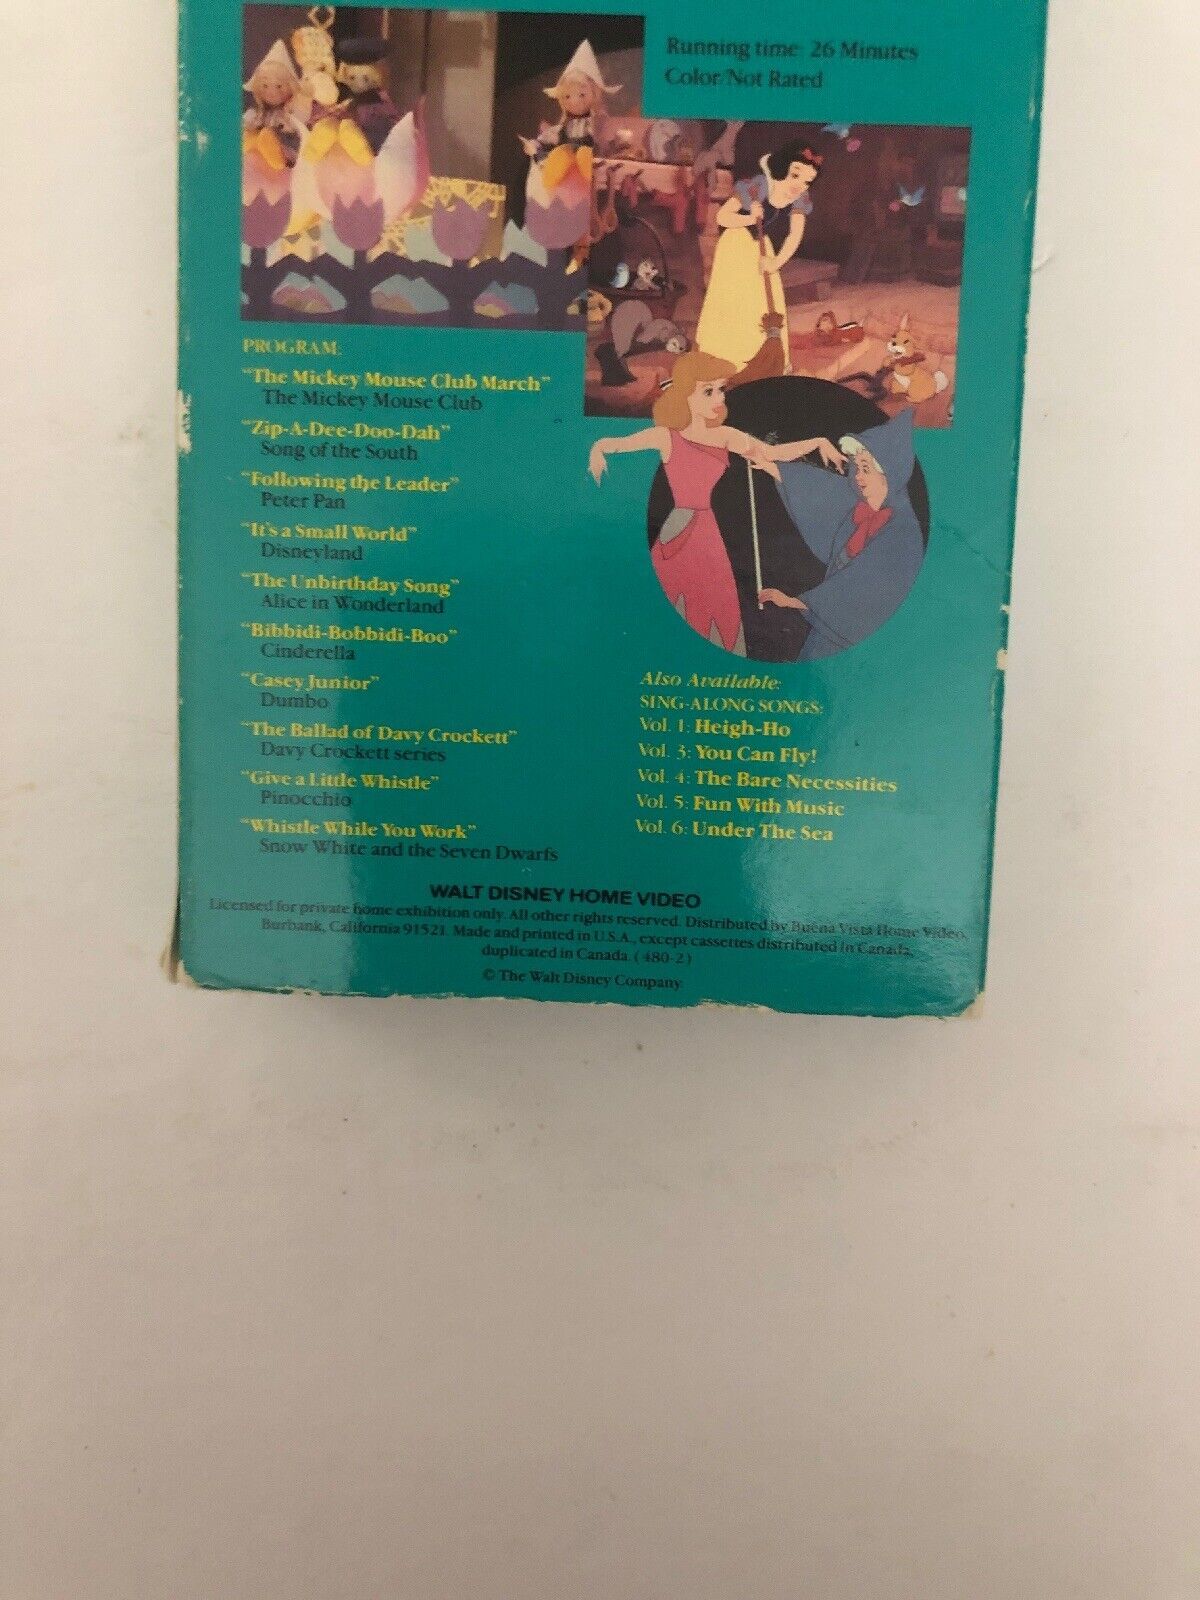 Running time: 26 Minutes
Color/Not Rated
PROGRAM:
"The Mickey Mouse Club March"
The Mickey Mouse Club
"Zip-A-Dee-Doo-Dah"
Song of the South
"Following the Leader"
Peter Pan
"It's a Small World"
Disneyland
"The Unbirthday Song"
Alice in Wonderland
"Bibbidi-Bobbidi-Boo"
Cinderella
"Casey Junior"
Dumbo
"The Ballad of Davy Crockett"
Davy Crockett series
"Give a Little Whistle"
Pinocchio
"Whistle While You Work"
Snow White and the Seven Dwarfs
Also Available:
SING-ALONG SONGS:
Vol. 1: Heigh-Ho
Vol. 3: You Can Fly!
Vol. 4: The Bare Necessities
Vol. 5: Fun With Music
Vol. 6: Under The Sea
WALT DISNEY HOME VIDEO
Licensed for private home exhibition only. All other rights reserved. Distributed by Buena Vista Home Video,
Burbank, California 91521. Made and printed in U.S.A., except cassettes distributed in Canada,
duplicated in Canada. (480-2)
© The Walt Disney Company